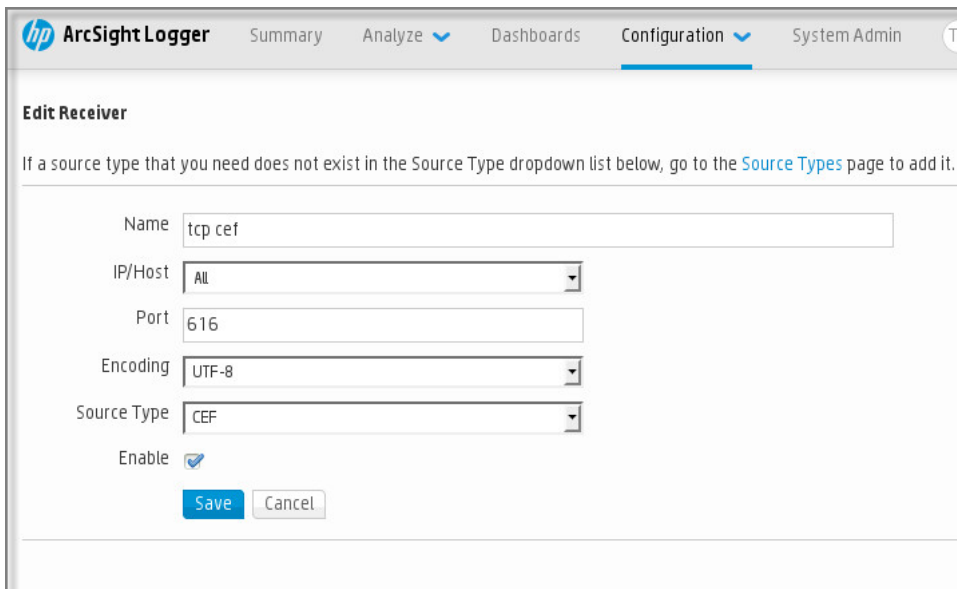 hp ArcSight Logger Summary Analyze Dashboards Configuration System Admin T
Edit Receiver
If a source type that you need does not exist in the Source Type dropdown list below, go to the Source Types page to add it.
Name tcp cef
IP/Host All
Port 616
Encoding UTF-8
Source Type CEF
Enable
Save Cancel